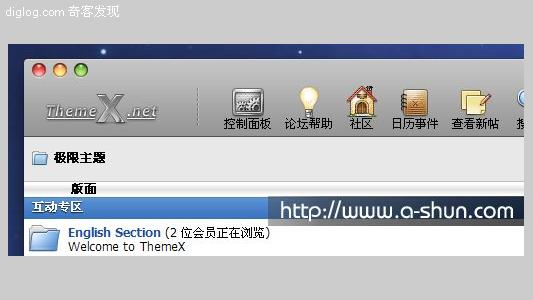 diglog.com 奇客发现
ThemeX.net
控制面板 论坛帮助 社区 日历事件 查看新帖
极限主题
版面
互动专区
http://www.a-shun.com
English Section (2 位会员正在浏览)
Welcome to ThemeX